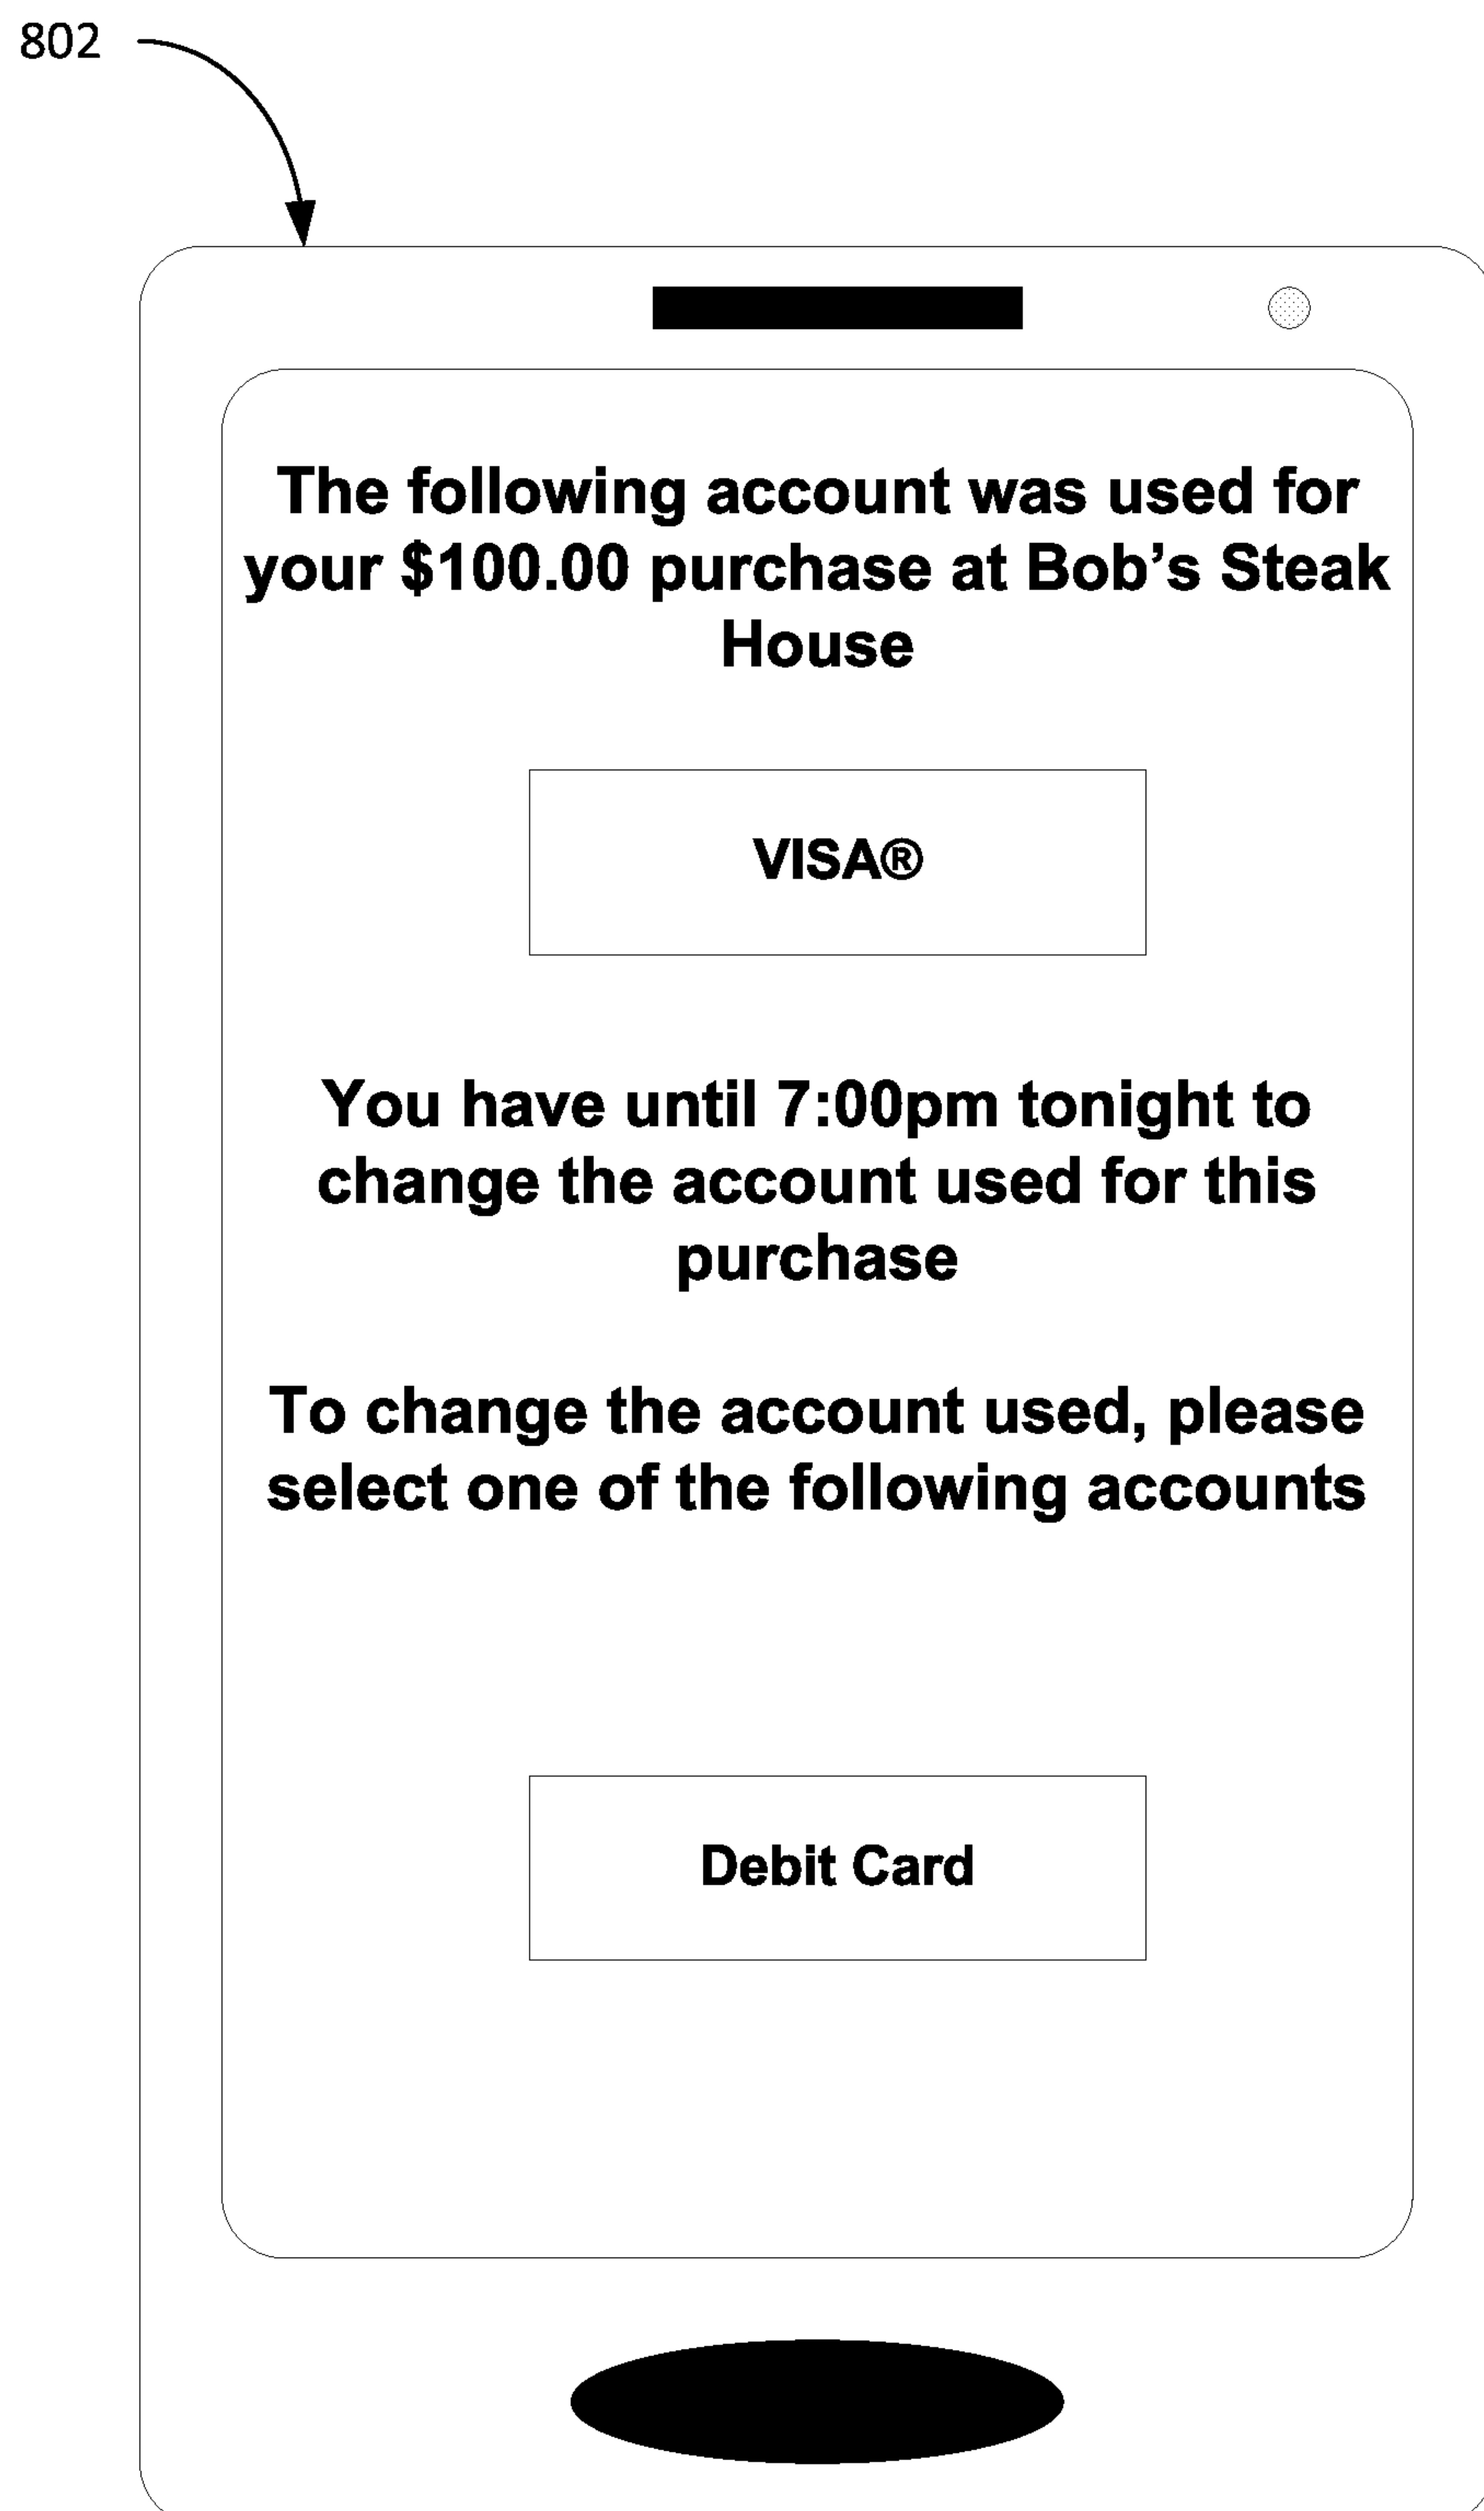 802
The following account was used for
your $100.00 purchase at Bob’s Steak
House
VISA®
You have until 7:00pm tonight to
change the account used for this
purchase
To change the account used, please
select one of the following accounts
Debit Card